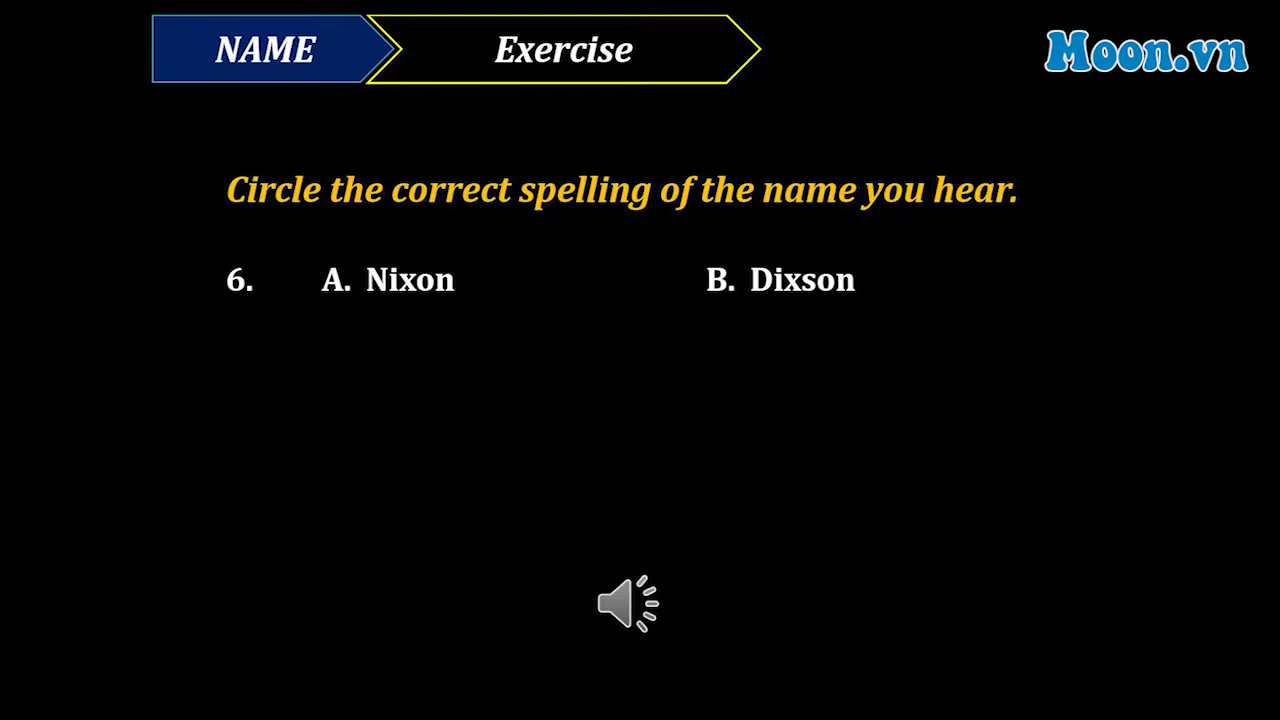 NAME
Exercise
Moon.vn
Circle the correct spelling of the name you hear.
6. A. Nixon B. Dixson